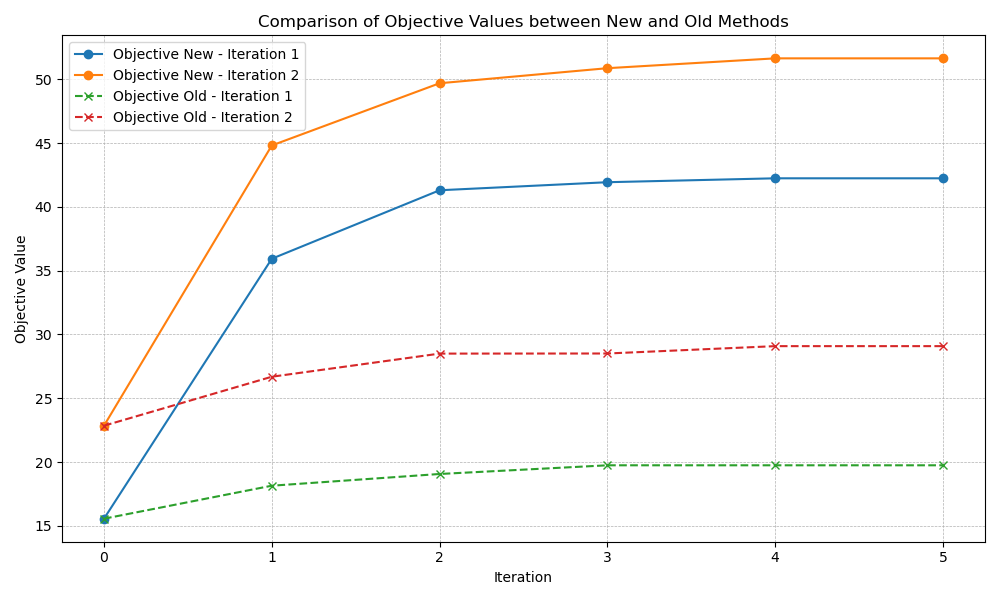 Comparison of Objective Values between New and Old Methods
Objective New - Iteration 1
Objective New - Iteration 2
Objective Old - Iteration 1
Objective Old - Iteration 2
Objective Value
50
45
40
35
30
25
20
15
0 1 2 3 4 5
Iteration